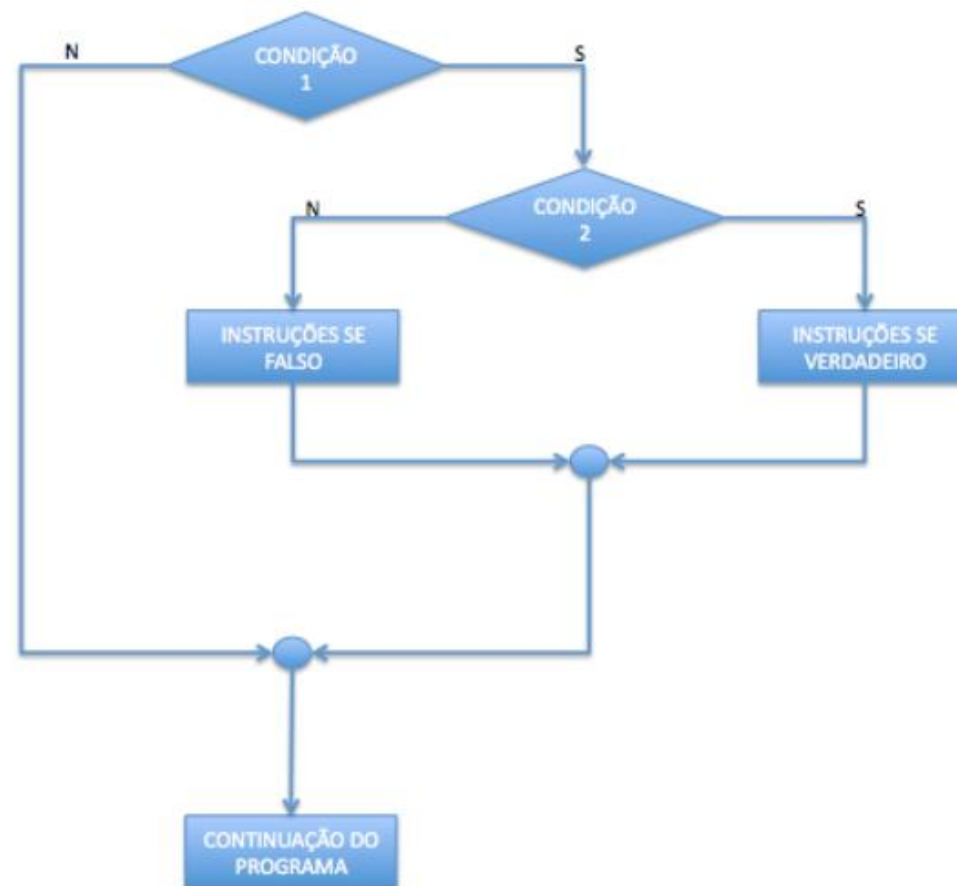 N
CONDIÇÃO
1
S
N
CONDIÇÃO
2
S
INSTRUÇÕES SE
FALSO
INSTRUÇÕES SE
VERDADEIRO
CONTINUAÇÃO DO
PROGRAMA